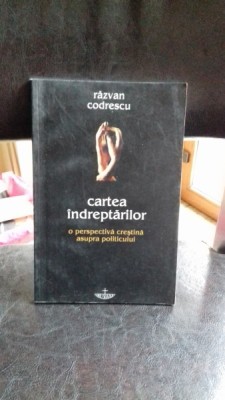 răzvan
codrescu
cartea
îndreptărilor
o perspectivă creştină
asupra politicului